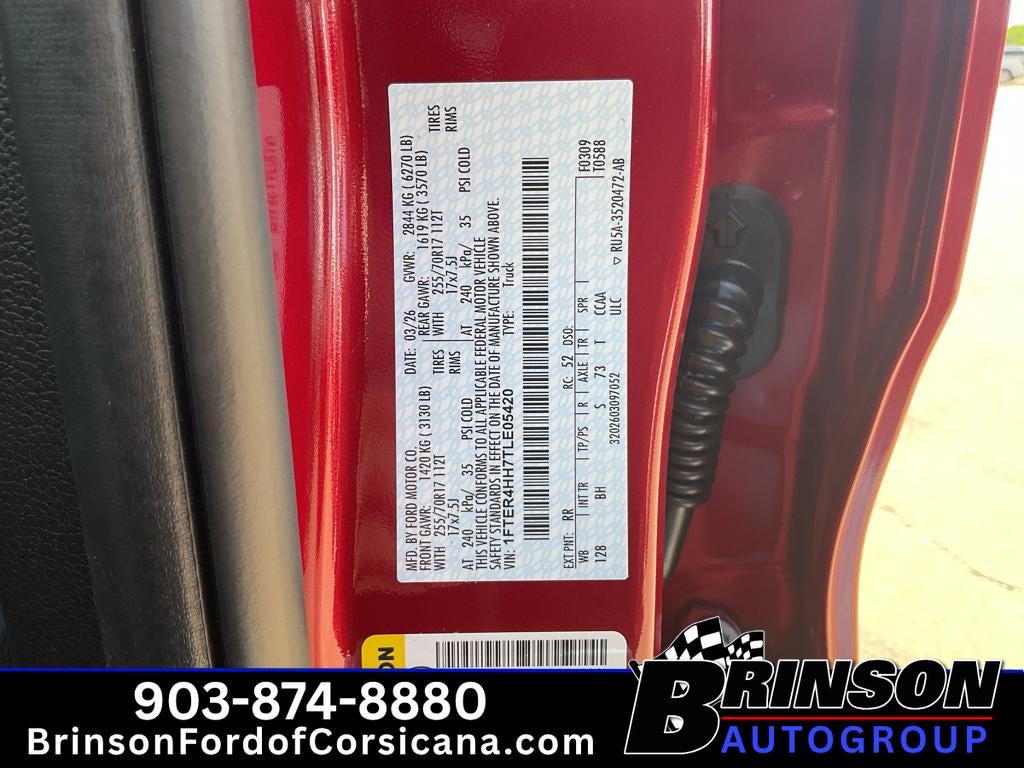 MFD. BY FORD MOTOR CO. DATE: 03/26 GVWR: 2844 KG ( 6270 LB)
FRONT GAWR: 1420 KG ( 3130 LB) REAR GAWR: 1619 KG ( 3570 LB)
WITH 255/70R17 112T TIRES WITH 255/70R17 112T TIRES
17x7.5J RIMS 17x7.5J RIMS
AT 240 kPa/ 35 PSI COLD AT 240 kPa/ 35 PSI COLD
THIS VEHICLE CONFORMS TO ALL APPLICABLE FEDERAL MOTOR VEHICLE
SAFETY STANDARDS IN EFFECT ON THE DATE OF MANUFACTURE SHOWN ABOVE.
VIN: 1FTER4HH7TLE05420 TYPE: Truck
EXT PNT: RR RC: 52 DSO: F0309
WB INT TR TP/PS R AXLE TR SPR T0588
128 BH S 73 T CCAA
3202603097052 ULC ▽ RU5A-3520472-AB
903-874-8880
BrinsonFordofCorsicana.com
BRINSON
AUTOGROUP